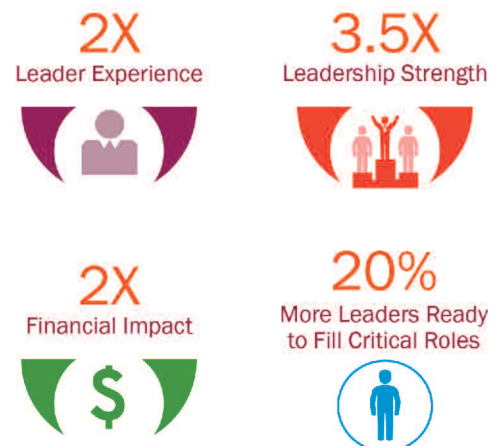 2X
Leader Experience
3.5X
Leadership Strength
2X
Financial Impact
$
20%
More Leaders Ready
to Fill Critical Roles